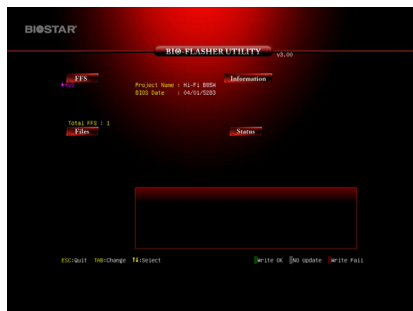 BIOSTAR
BIO-FLASHER UTILITY v3.00
FFS Information
Project Name : Hi-Fi B85W
BIOS Date : 04/01/5203
Total FFS : 1
Files Status
ESC:Quit TAB:Change ↑↓:Select Write OK NO Update Write Fail